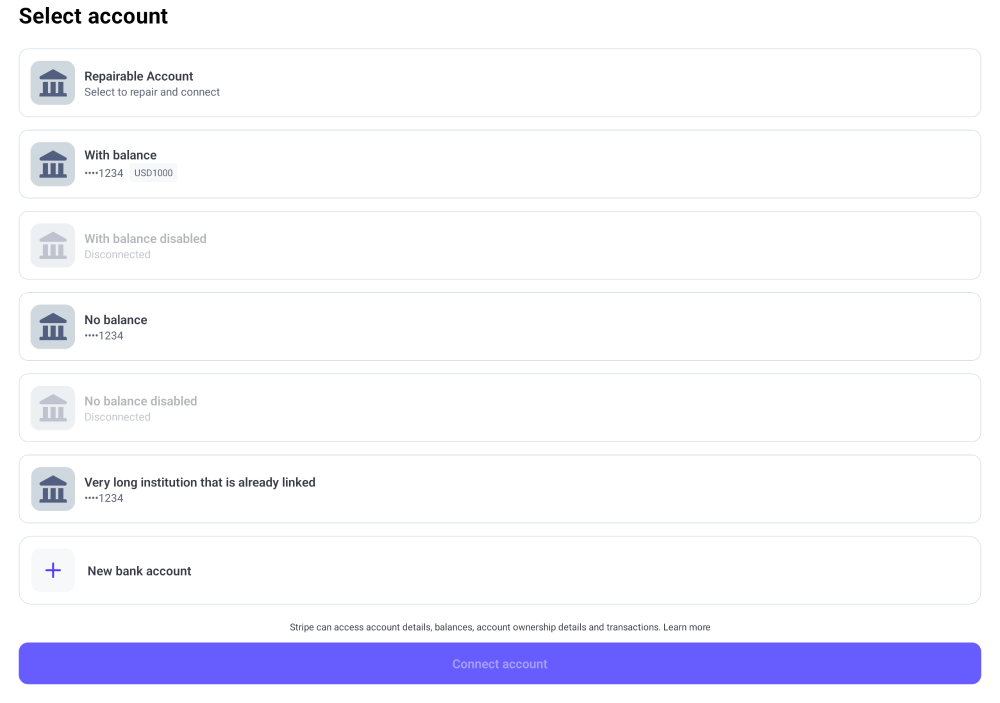 Select account
Repairable Account
Select to repair and connect
With balance
••••1234 USD1000
With balance disabled
Disconnected
No balance
••••1234
No balance disabled
Disconnected
Very long institution that is already linked
••••1234
New bank account
Stripe can access account details, balances, account ownership details and transactions. Learn more
Connect account